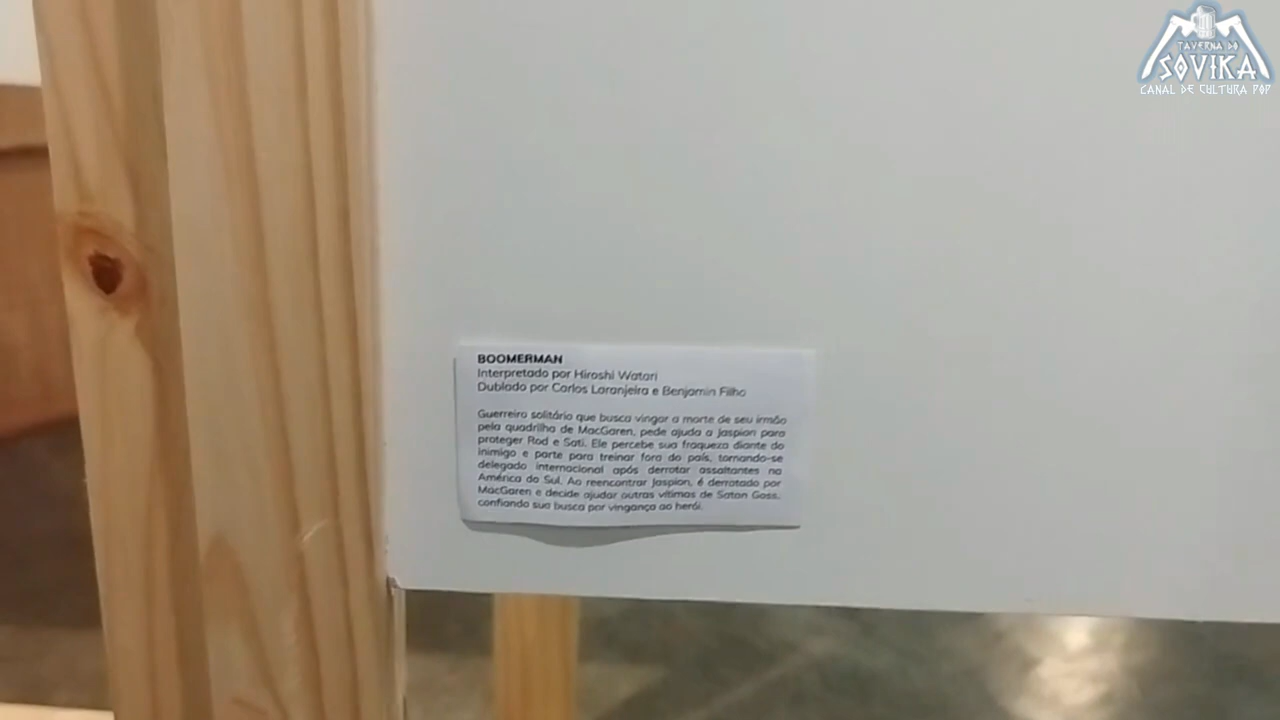 TAVERNA DO
SOVIKA
CANAL DE CULTURA POP
BOOMERMAN
Interpretado por Hiroshi Watari
Dublado por Carlos Laranjeira e Benjamin Filho
Guerreiro solitário que busca vingar a morte de seu irmão
pela quadrilha de MacGaren, pede ajuda a Jaspion para
proteger Rod e Sati. Ele percebe sua fraqueza diante do
inimigo e parte para treinar fora do país, tornando-se
delegado internacional após derrotar assaltantes na
América do Sul. Ao reencontrar Jaspion, é derrotado por
MacGaren e decide ajudar outras vítimas de Satan Goss,
confiando sua busca por vingança ao herói.